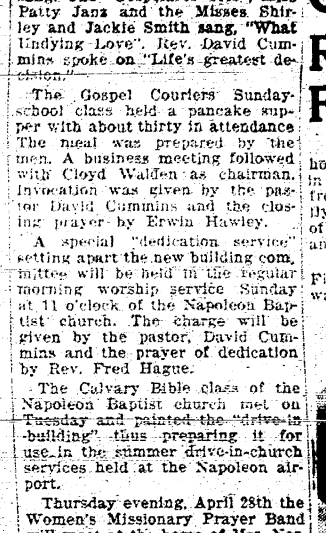 Patty Janz and the Misses Shir-
ley and Jackie Smith sang, "What
Undying Love". Rev. David Cum-
mins spoke on "Life's greatest de-
cision."
The Gospel Couriers Sunday-
school class held a pancake sup-
per with about thirty in attendance
The meal was prepared by the
men. A business meeting followed
with Cloyd Walden as chairman.
Invocation was given by the pas-
tor David Cummins and the clos-
ing prayer by Erwin Hawley.
A special "dedication service"
setting apart the new building com.
mittee will be held in the regular
morning worship service Sunday
at 11 o'clock of the Napoleon Bap-
tist church. The charge will be
given by the pastor, David Cum-
mins and the prayer of dedication
by Rev. Fred Hague.
The Calvary Bible class of the
Napoleon Baptist church met on
Tuesday and painted the "drive-in
-building" thus preparing it for
use in the summer drive-in-church
services held at the Napoleon air-
port.
Thursday evening, April 28th the
Women's Missionary Prayer Band